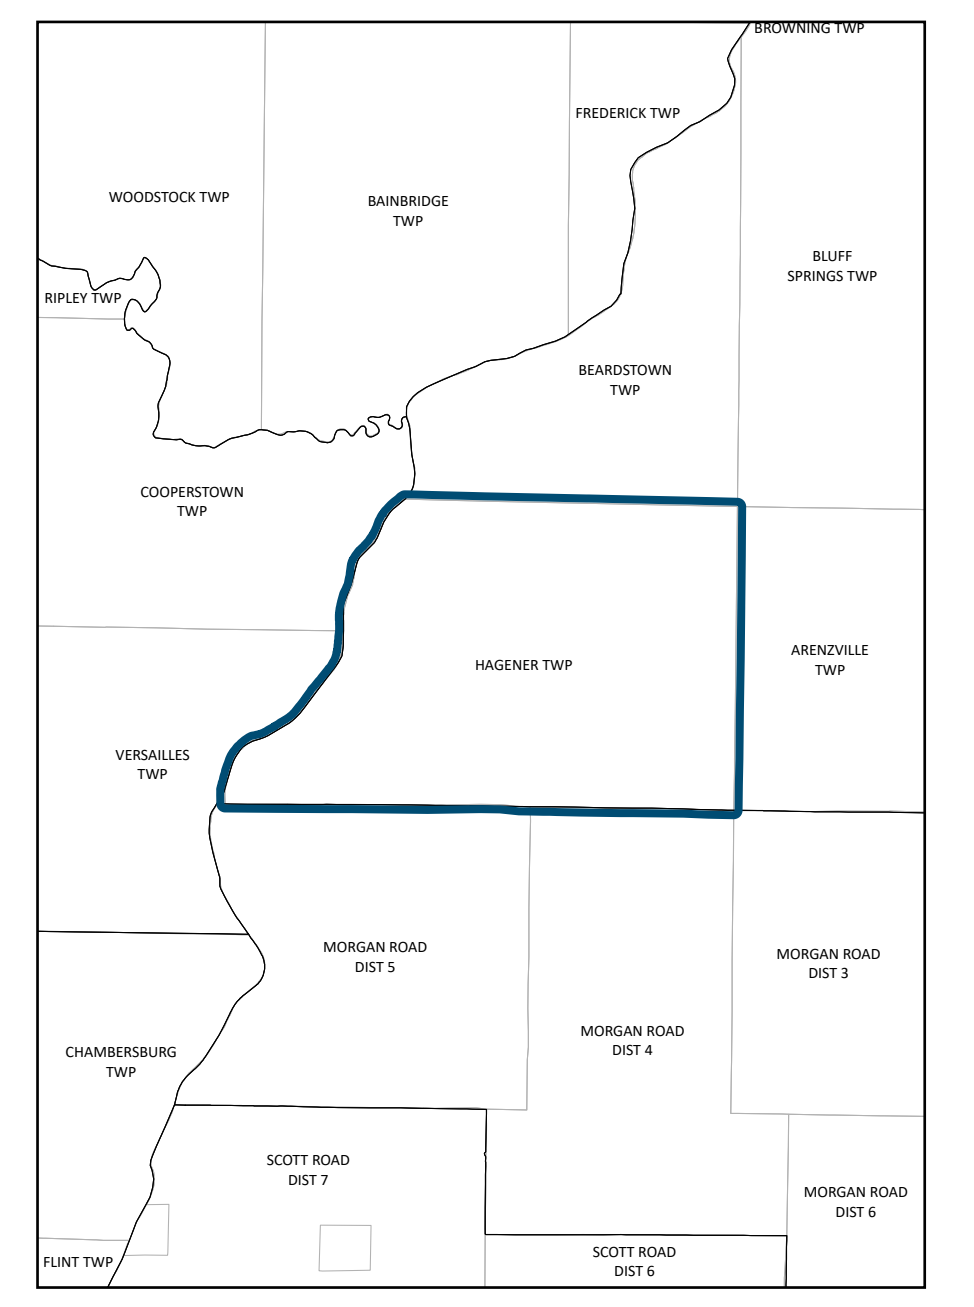 BROWNING TWP
FREDERICK TWP
WOODSTOCK TWP
BAINBRIDGE
TWP
BLUFF
SPRINGS TWP
RIPLEY TWP
BEARDSTOWN
TWP
COOPERSTOWN
TWP
HAGENER TWP
ARENZVILLE
TWP
VERSAILLES
TWP
MORGAN ROAD
DIST 5
MORGAN ROAD
DIST 3
MORGAN ROAD
DIST 4
CHAMBERSBURG
TWP
SCOTT ROAD
DIST 7
MORGAN ROAD
DIST 6
FLINT TWP
SCOTT ROAD
DIST 6